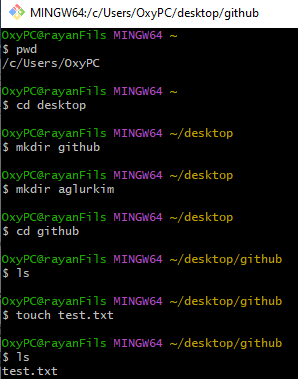 MINGW64:/c/Users/OxyPC/desktop/github
OxyPC@rayanFils MINGW64 ~
$ pwd
/c/Users/OxyPC
OxyPC@rayanFils MINGW64 ~
$ cd desktop
OxyPC@rayanFils MINGW64 ~/desktop
$ mkdir github
OxyPC@rayanFils MINGW64 ~/desktop
$ mkdir aglurkim
OxyPC@rayanFils MINGW64 ~/desktop
$ cd github
OxyPC@rayanFils MINGW64 ~/desktop/github
$ ls
OxyPC@rayanFils MINGW64 ~/desktop/github
$ touch test.txt
OxyPC@rayanFils MINGW64 ~/desktop/github
$ ls
test.txt